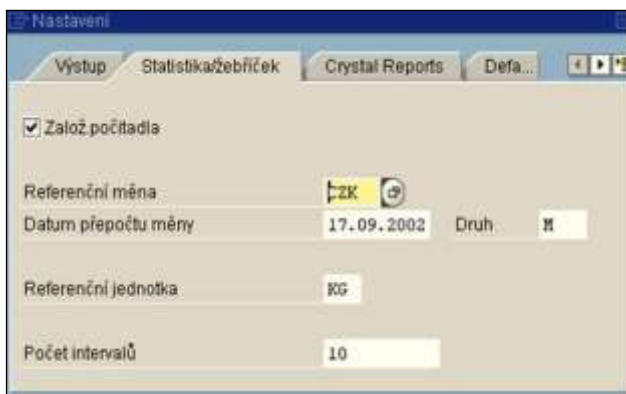 Nastavení
Výstup Statistika/žebříček Crystal Reports Defa...
Založ počítadla
Referenční měna CZK
Datum přepočtu měny 17.09.2002 Druh M
Referenční jednotka KG
Počet intervalů 10